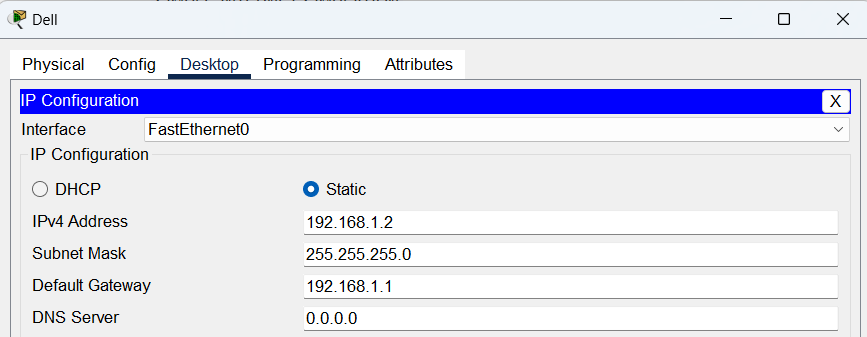 Dell
Physical Config Desktop Programming Attributes
IP Configuration X
Interface FastEthernet0
IP Configuration
DHCP Static
IPv4 Address 192.168.1.2
Subnet Mask 255.255.255.0
Default Gateway 192.168.1.1
DNS Server 0.0.0.0